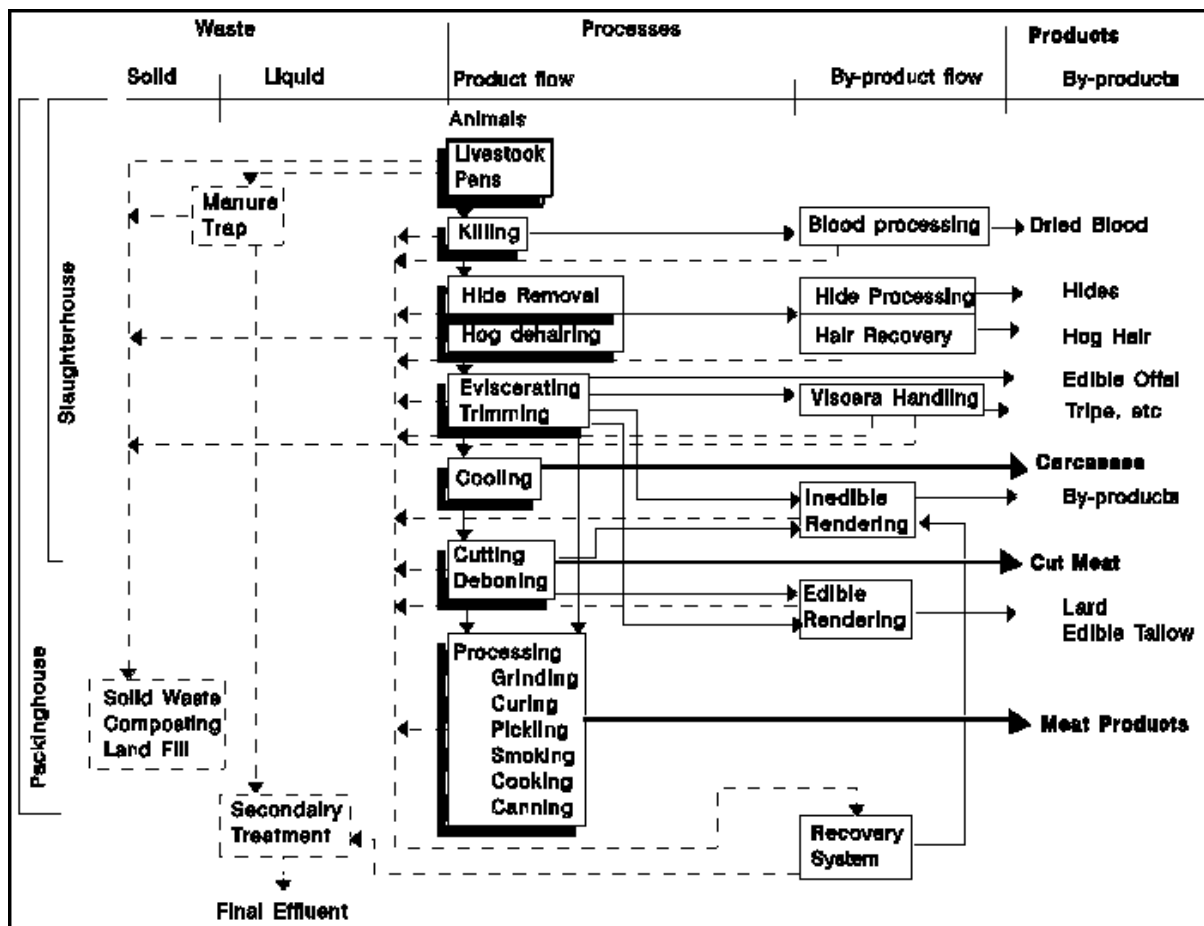 Waste
Processes
Products
Solid
Liquid
Product flow
By-product flow
By-products
Animals
Livestock
Pens
Manure
Trap
Killing
Blood processing
Dried Blood
Hide Removal
Hog dehairing
Hide Processing
Hair Recovery
Hides
Hog Hair
Eviscerating
Trimming
Viscera Handling
Edible Offal
Tripe, etc
Cooling
Carcasses
Inedible
Rendering
By-products
Cutting
Deboning
Cut Meat
Edible
Rendering
Lard
Edible Tallow
Processing
Grinding
Curing
Pickling
Smoking
Cooking
Canning
Meat Products
Solid Waste
Composting
Land Fill
Secondairy
Treatment
Recovery
System
Final Effluent
Slaughterhouse
Packinghouse